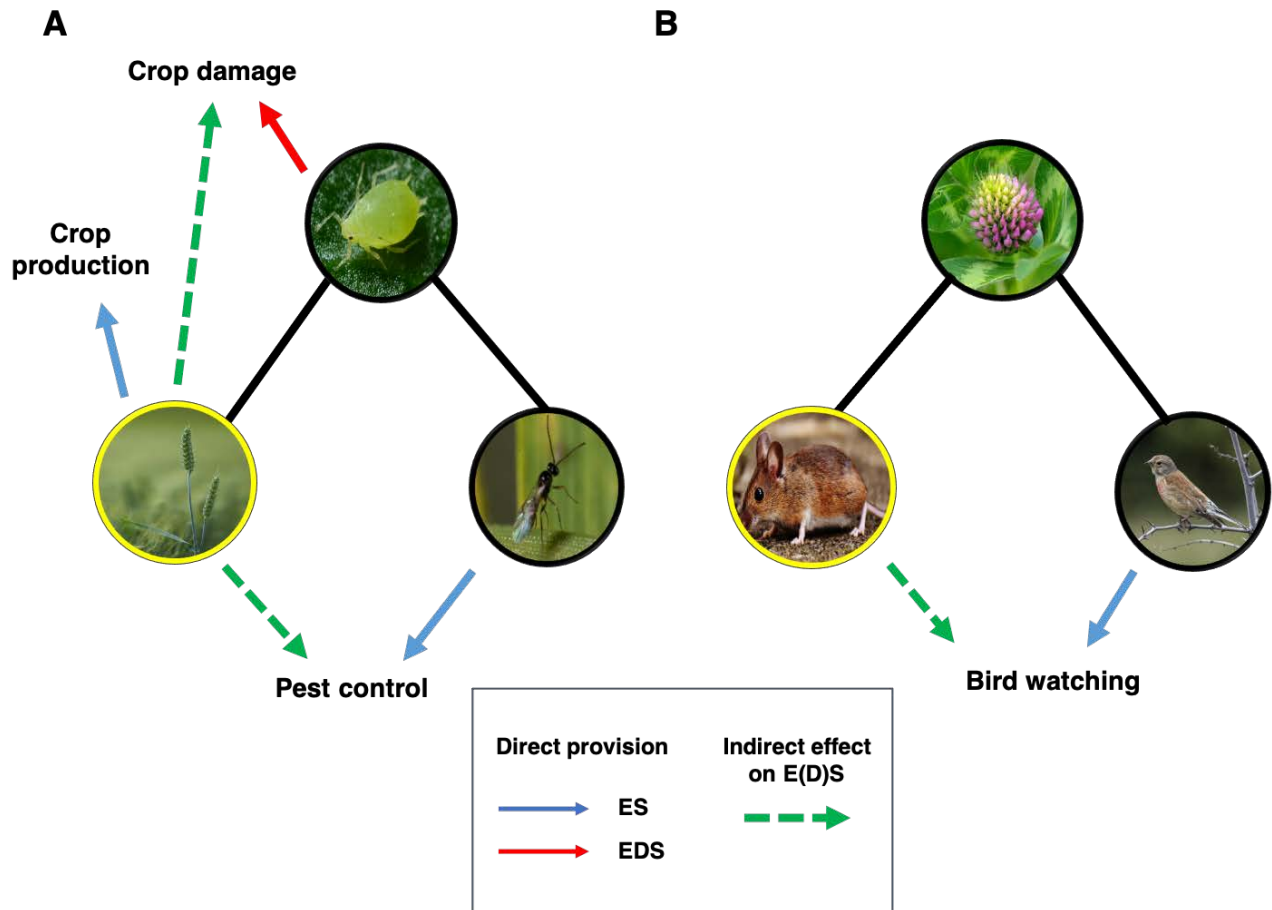 A
B
Crop damage
Crop
production
Pest control
Bird watching
Direct provision
ES
EDS
Indirect effect
on E(D)S